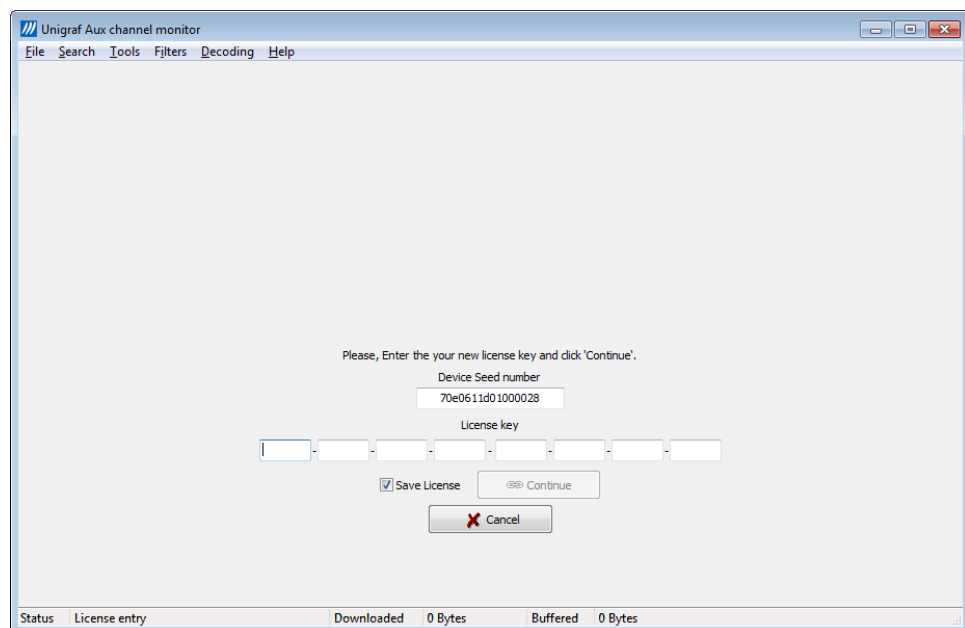 Unigraf Aux channel monitor
File Search Tools Filters Decoding Help
Please, Enter the your new license key and click 'Continue'.
Device Seed number
70e0611d01000028
License key
- - - - - - -
Save License Continue
Cancel
Status License entry Downloaded 0 Bytes Buffered 0 Bytes